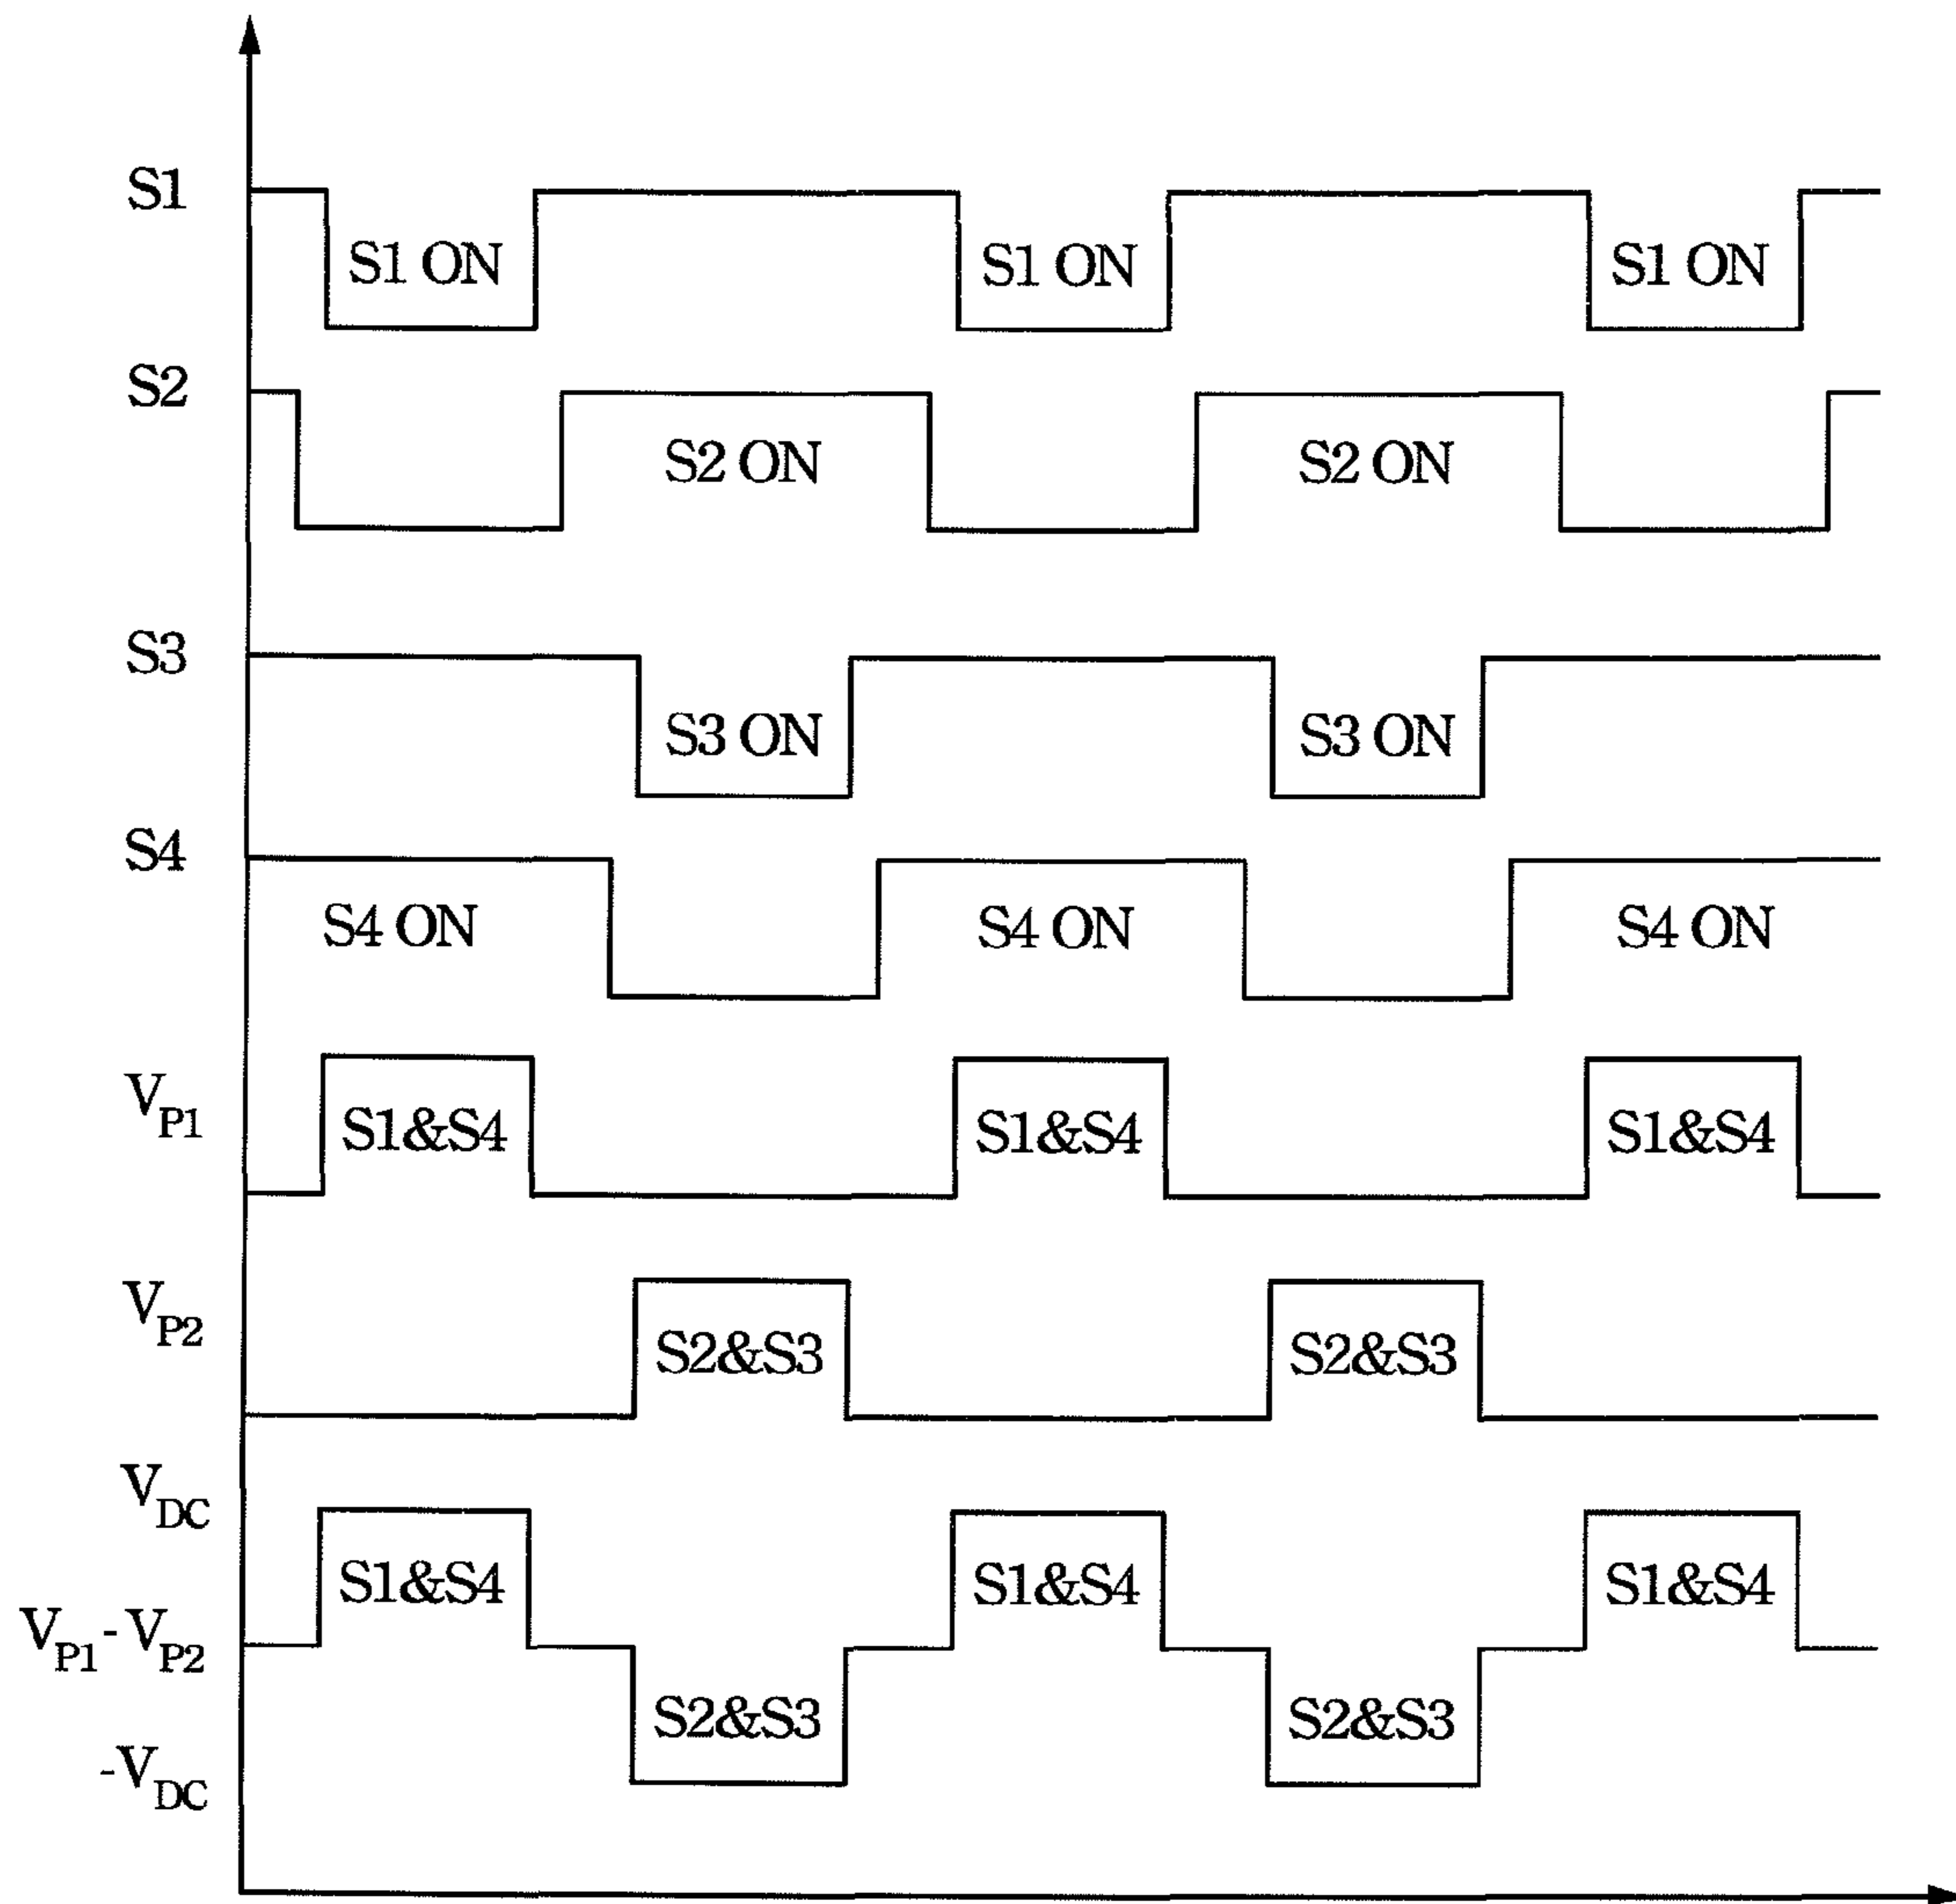 S1
S1 ON S1 ON S1 ON
S2
S2 ON S2 ON
S3
S3 ON S3 ON
S4
S4 ON S4 ON S4 ON
VP1
S1&S4 S1&S4 S1&S4
VP2
S2&S3 S2&S3
VDC
S1&S4 S1&S4 S1&S4
VP1-VP2
S2&S3 S2&S3
-VDC